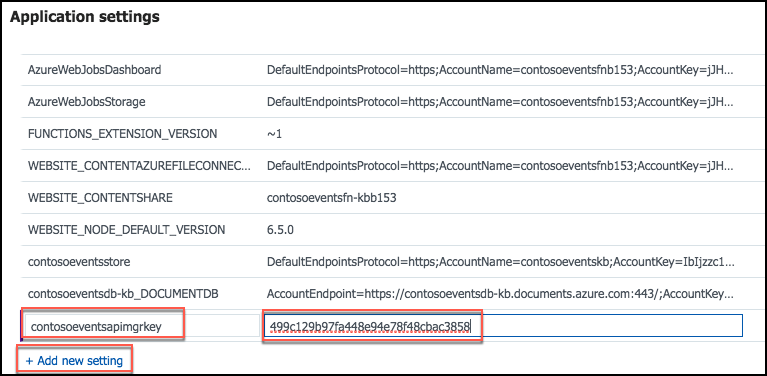 Application settings
AzureWebJobsDashboard DefaultEndpointsProtocol=https;AccountName=contosoeventsfnb153;AccountKey=jJH...
AzureWebJobsStorage DefaultEndpointsProtocol=https;AccountName=contosoeventsfnb153;AccountKey=jJH...
FUNCTIONS_EXTENSION_VERSION ~1
WEBSITE_CONTENTAZUREFILECONNEC... DefaultEndpointsProtocol=https;AccountName=contosoeventsfnb153;AccountKey=jJH...
WEBSITE_CONTENTSHARE contosoeventsfn-kbb153
WEBSITE_NODE_DEFAULT_VERSION 6.5.0
contosoeventsstore DefaultEndpointsProtocol=https;AccountName=contosoeventskb;AccountKey=IbIjzzc1...
contosoeventsdb-kb_DOCUMENTDB AccountEndpoint=https://contosoeventsdb-kb.documents.azure.com:443/;AccountKey...
contosoeventsapimgrkey 499c129b97fa448e94e78f48cbac3858
+ Add new setting